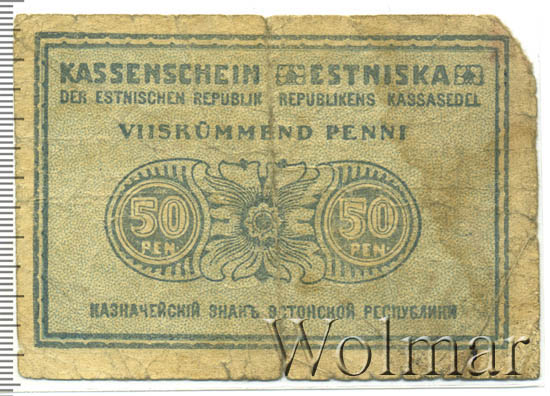 KASSENSCHEIN ESTNISKA
DER ESTNISCHEN REPUBLIK REPUBLIKENS KASSASEDEL
VIISKÜMMEND PENNI
50 50
PEN. PEN.
КАЗНАЧЕЙСКІЙ ЗНАКЪ ЭСТОНСКОЙ РЕСПУБЛИКИ
Wolmar